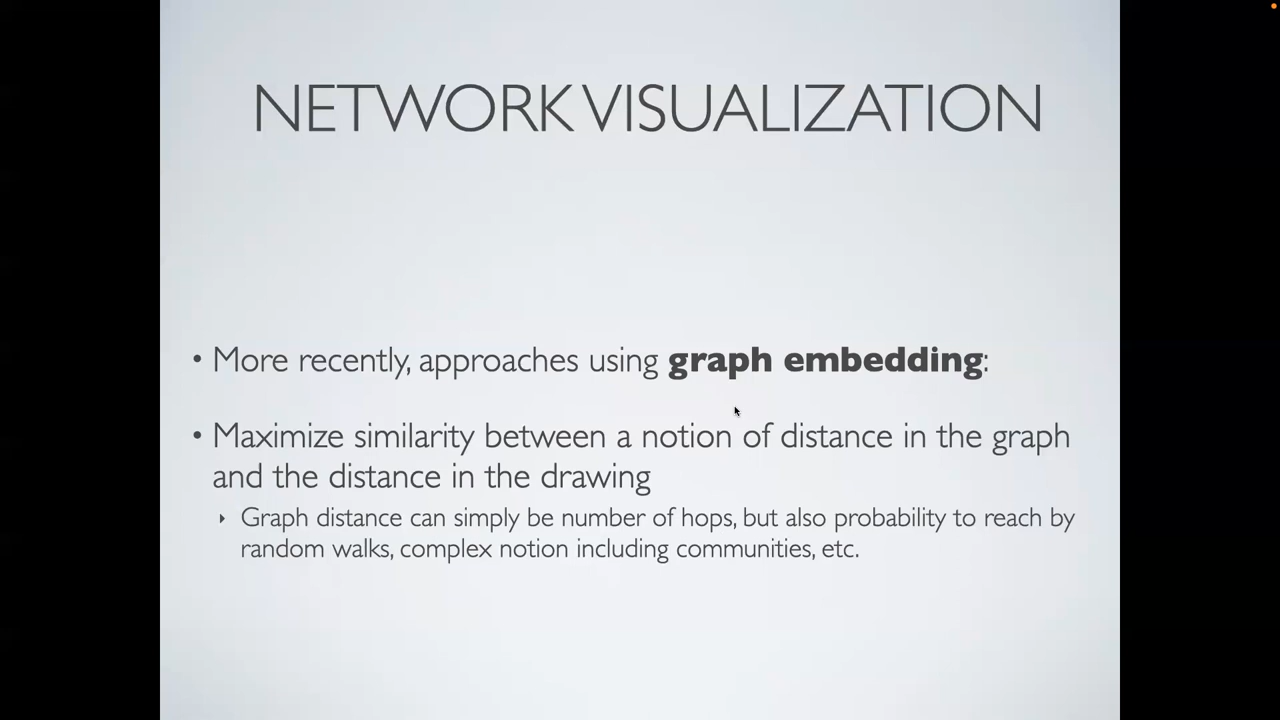 NETWORK VISUALIZATION
• More recently, approaches using graph embedding:
• Maximize similarity between a notion of distance in the graph
and the distance in the drawing
‣ Graph distance can simply be number of hops, but also probability to reach by
random walks, complex notion including communities, etc.